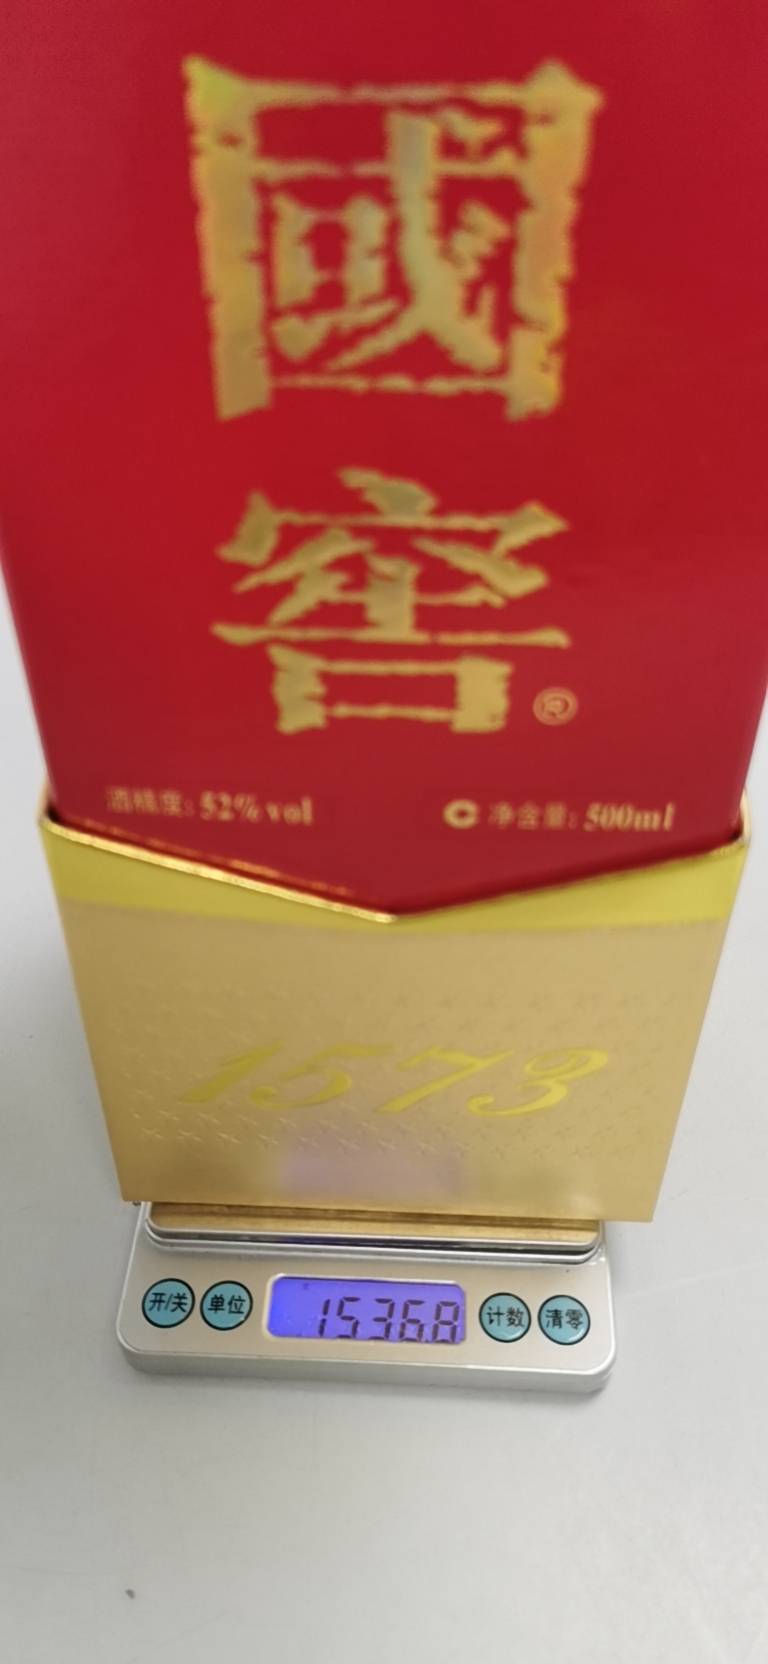 國
窖®
酒精度: 52% vol
C 净含量: 500ml
1573
开/关 单位 1536.8 计数 清零